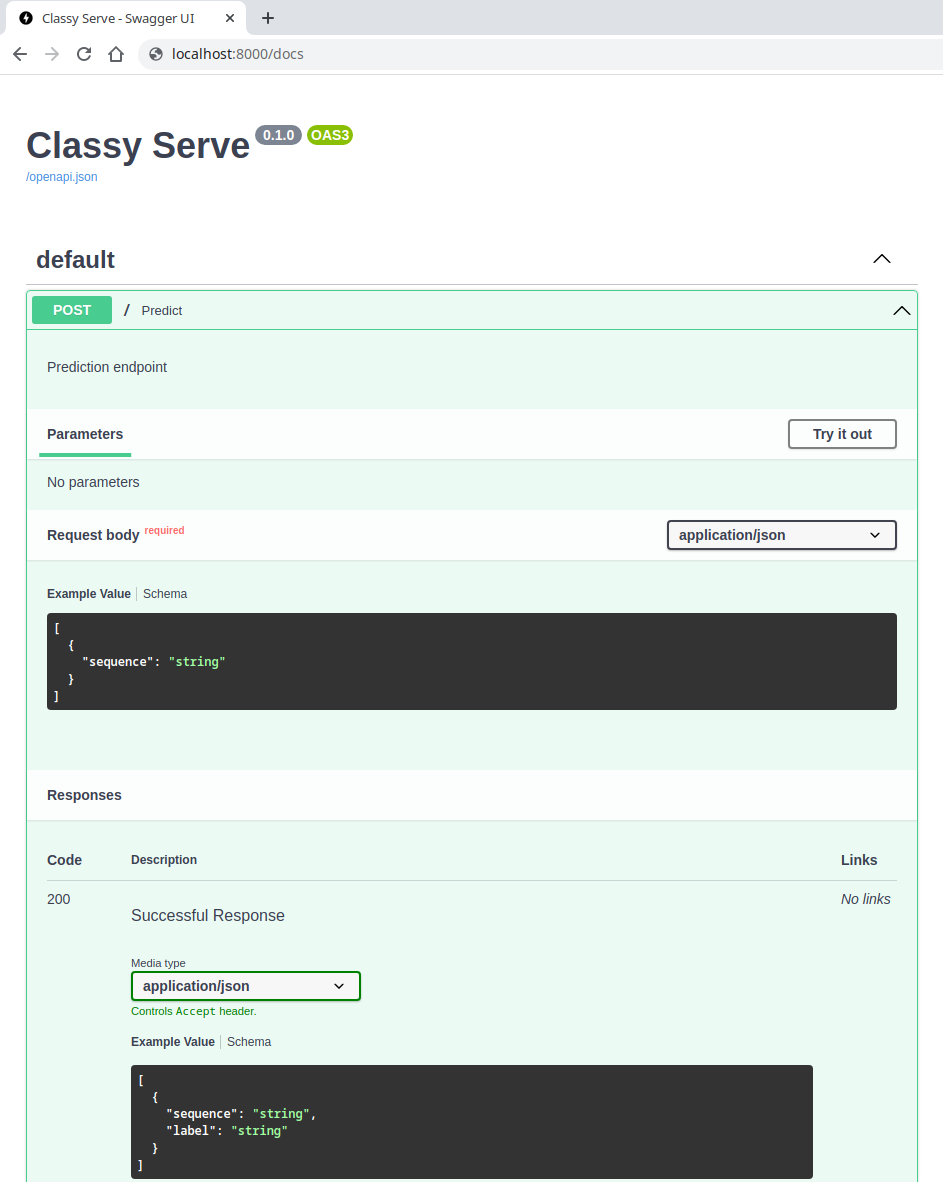 Classy Serve - Swagger UI
localhost:8000/docs
Classy Serve 0.1.0 OAS3
/openapi.json
default
POST / Predict
Prediction endpoint
Parameters Try it out
No parameters
Request body required application/json
Example Value Schema
[
{
"sequence": "string"
}
]
Responses
Code Description Links
200 No links
Successful Response
Media type
application/json
Controls Accept header.
Example Value Schema
[
{
"sequence": "string",
"label": "string"
}
]